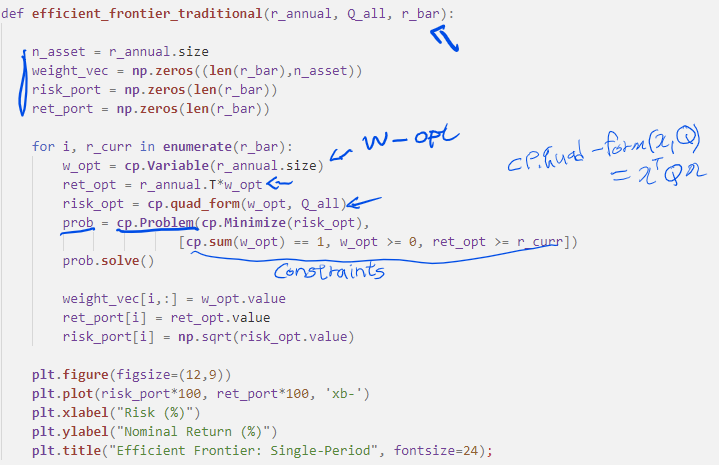 def efficient_frontier_traditional(r_annual, Q_all, r_bar):
n_asset = r_annual.size
weight_vec = np.zeros((len(r_bar),n_asset))
risk_port = np.zeros(len(r_bar))
ret_port = np.zeros(len(r_bar))
for i, r_curr in enumerate(r_bar):
w-opt
w_opt = cp.Variable(r_annual.size)
ret_opt = r_annual.T*w_opt
risk_opt = cp.quad_form(w_opt, Q_all)
cp.quad-form(x,Q)
= xᵀQx
prob = cp.Problem(cp.Minimize(risk_opt),
[cp.sum(w_opt) == 1, w_opt >= 0, ret_opt >= r_curr])
prob.solve()
Constraints
weight_vec[i,:] = w_opt.value
ret_port[i] = ret_opt.value
risk_port[i] = np.sqrt(risk_opt.value)
plt.figure(figsize=(12,9))
plt.plot(risk_port*100, ret_port*100, 'xb-')
plt.xlabel("Risk (%)")
plt.ylabel("Nominal Return (%)")
plt.title("Efficient Frontier: Single-Period", fontsize=24);